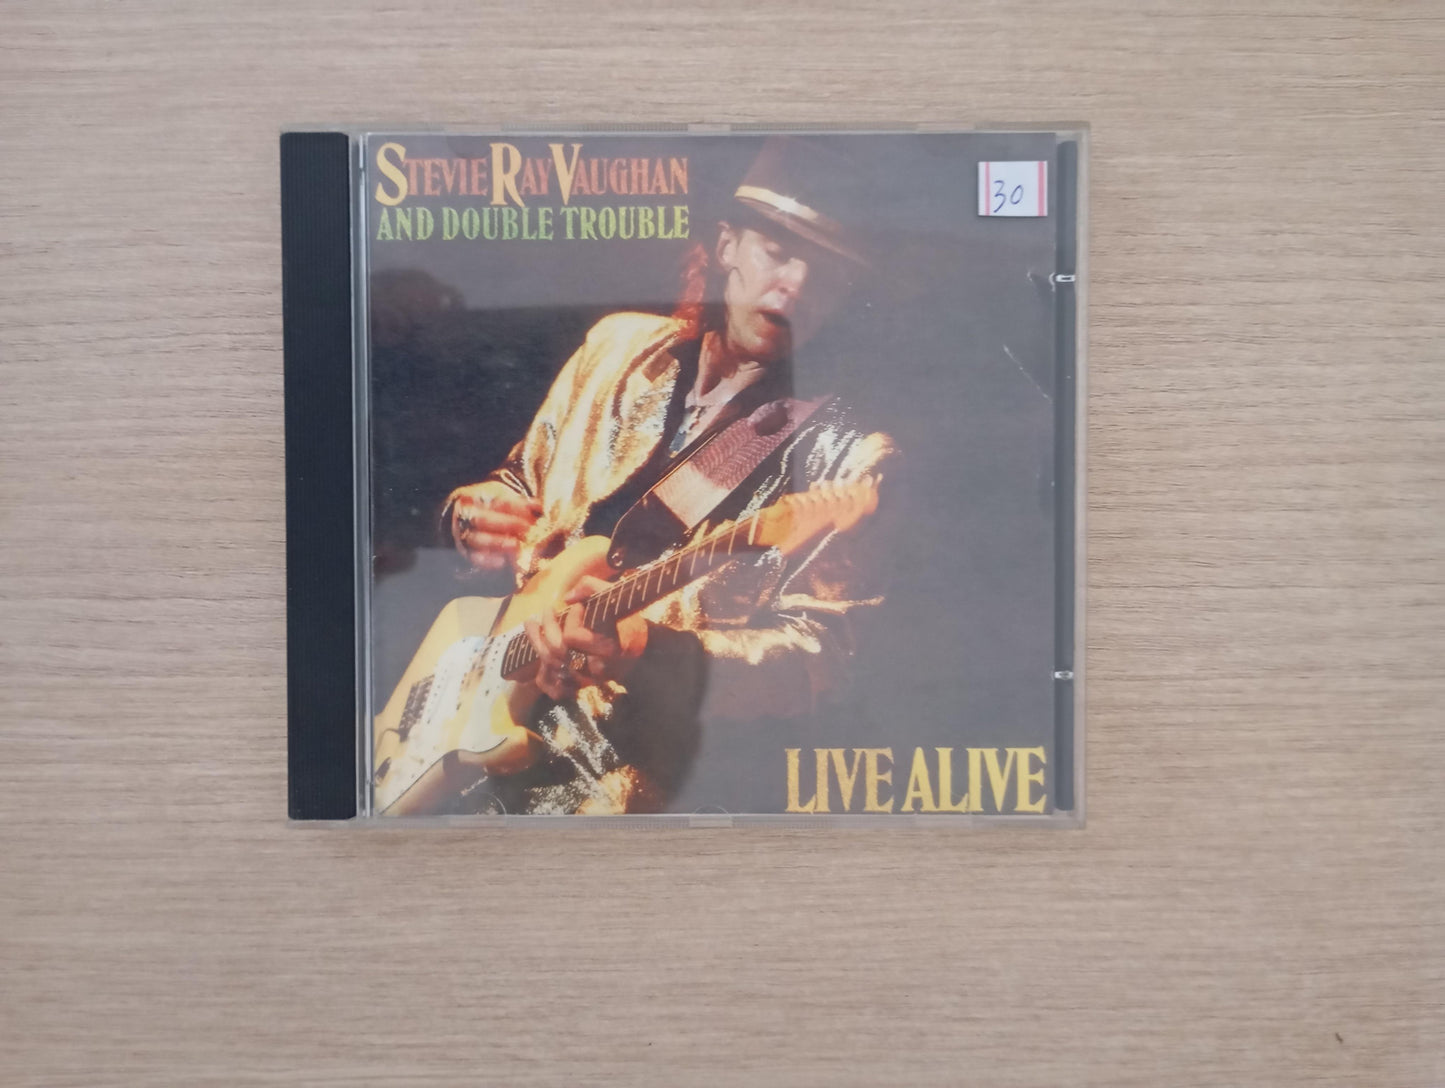 STEVIE RAY VAUGHAN
AND DOUBLE TROUBLE
30
LIVE ALIVE